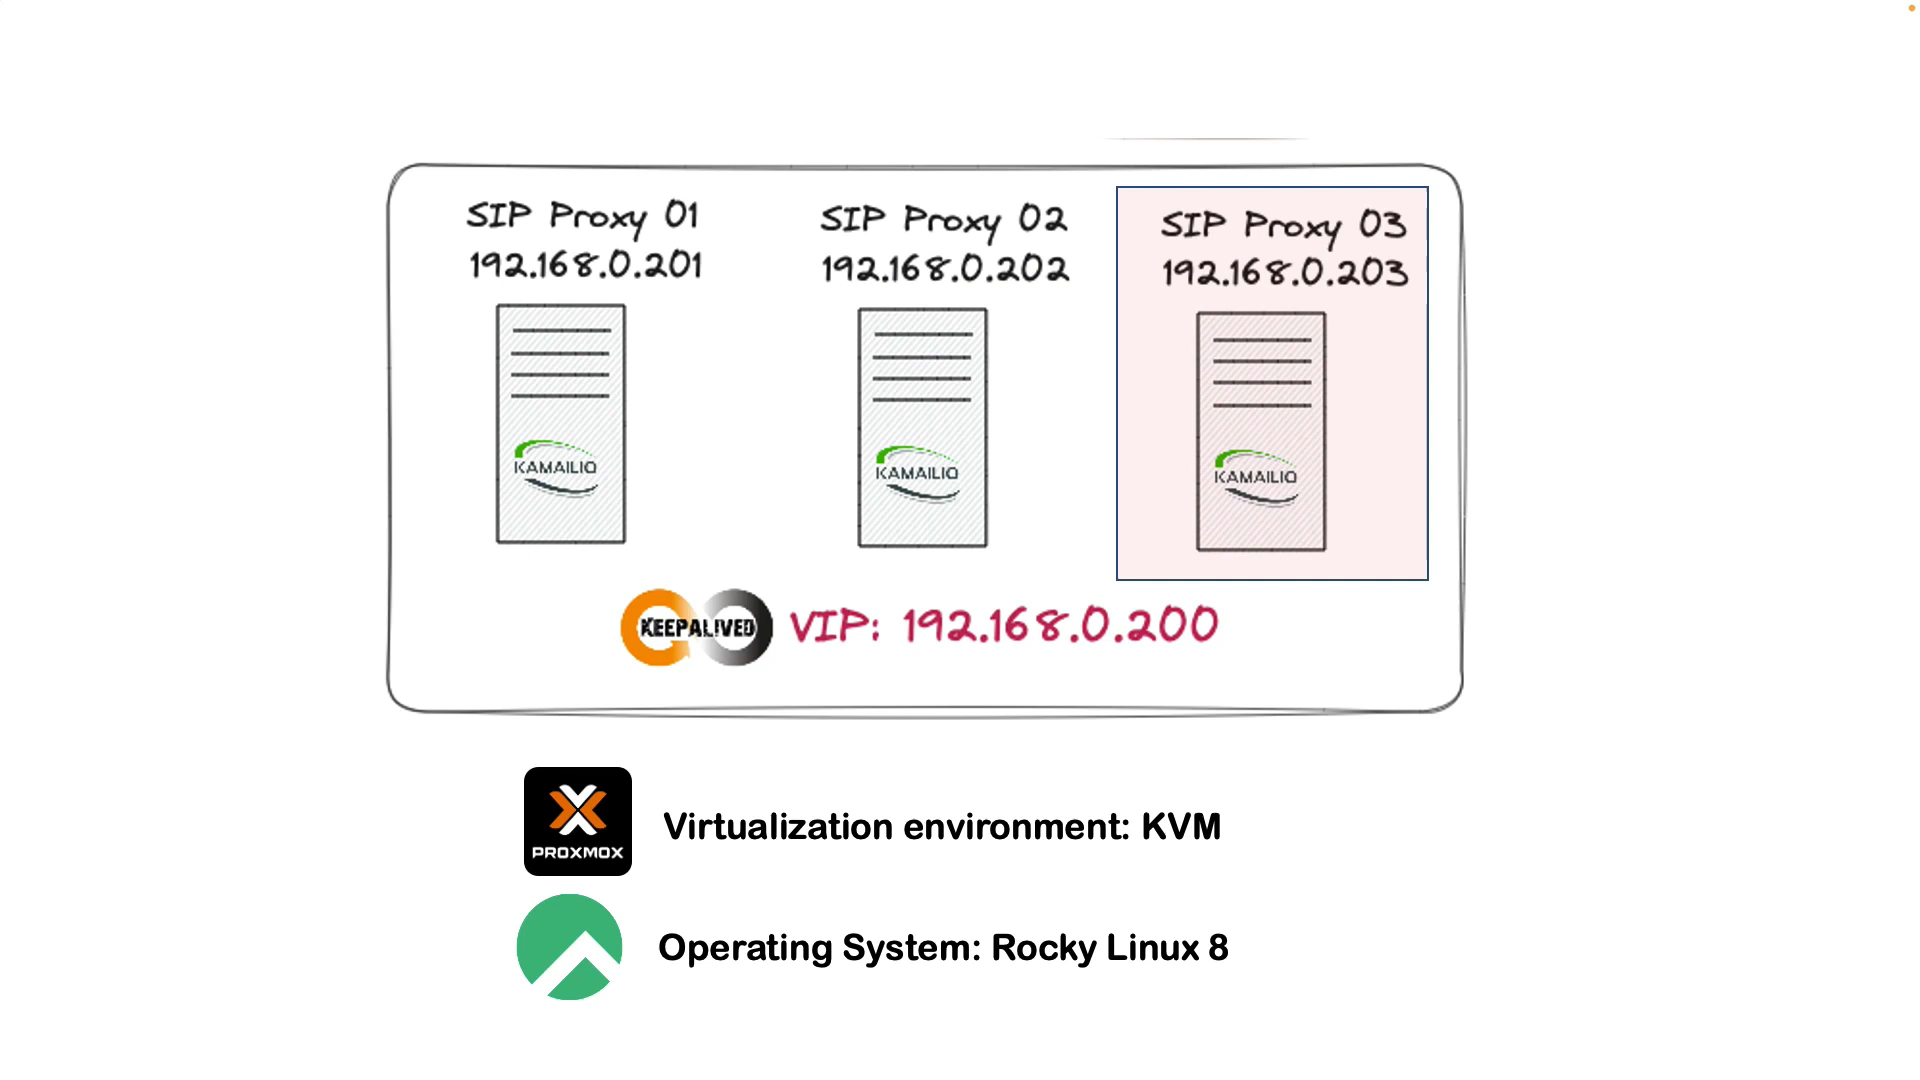 SIP Proxy 01
192.168.0.201
SIP Proxy 02
192.168.0.202
SIP Proxy 03
192.168.0.203
KAMAILIO
KAMAILIO
KAMAILIO
KEEPALIVED
VIP: 192.168.0.200
PROXMOX
Virtualization environment: KVM
Operating System: Rocky Linux 8